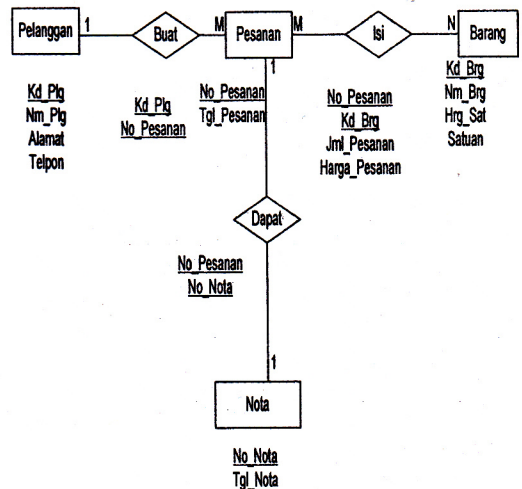 Pelanggan
1
Buat
M
Pesanan
M
Isi
N
Barang
Kd_Plg
Nm_Plg
Alamat
Telpon
Kd_Plg
No_Pesanan
No_Pesanan
Tgl_Pesanan
1
No_Pesanan
Kd_Brg
Jml_Pesanan
Harga_Pesanan
Kd_Brg
Nm_Brg
Hrg_Sat
Satuan
Dapat
No_Pesanan
No_Nota
1
Nota
No_Nota
Tgl_Nota